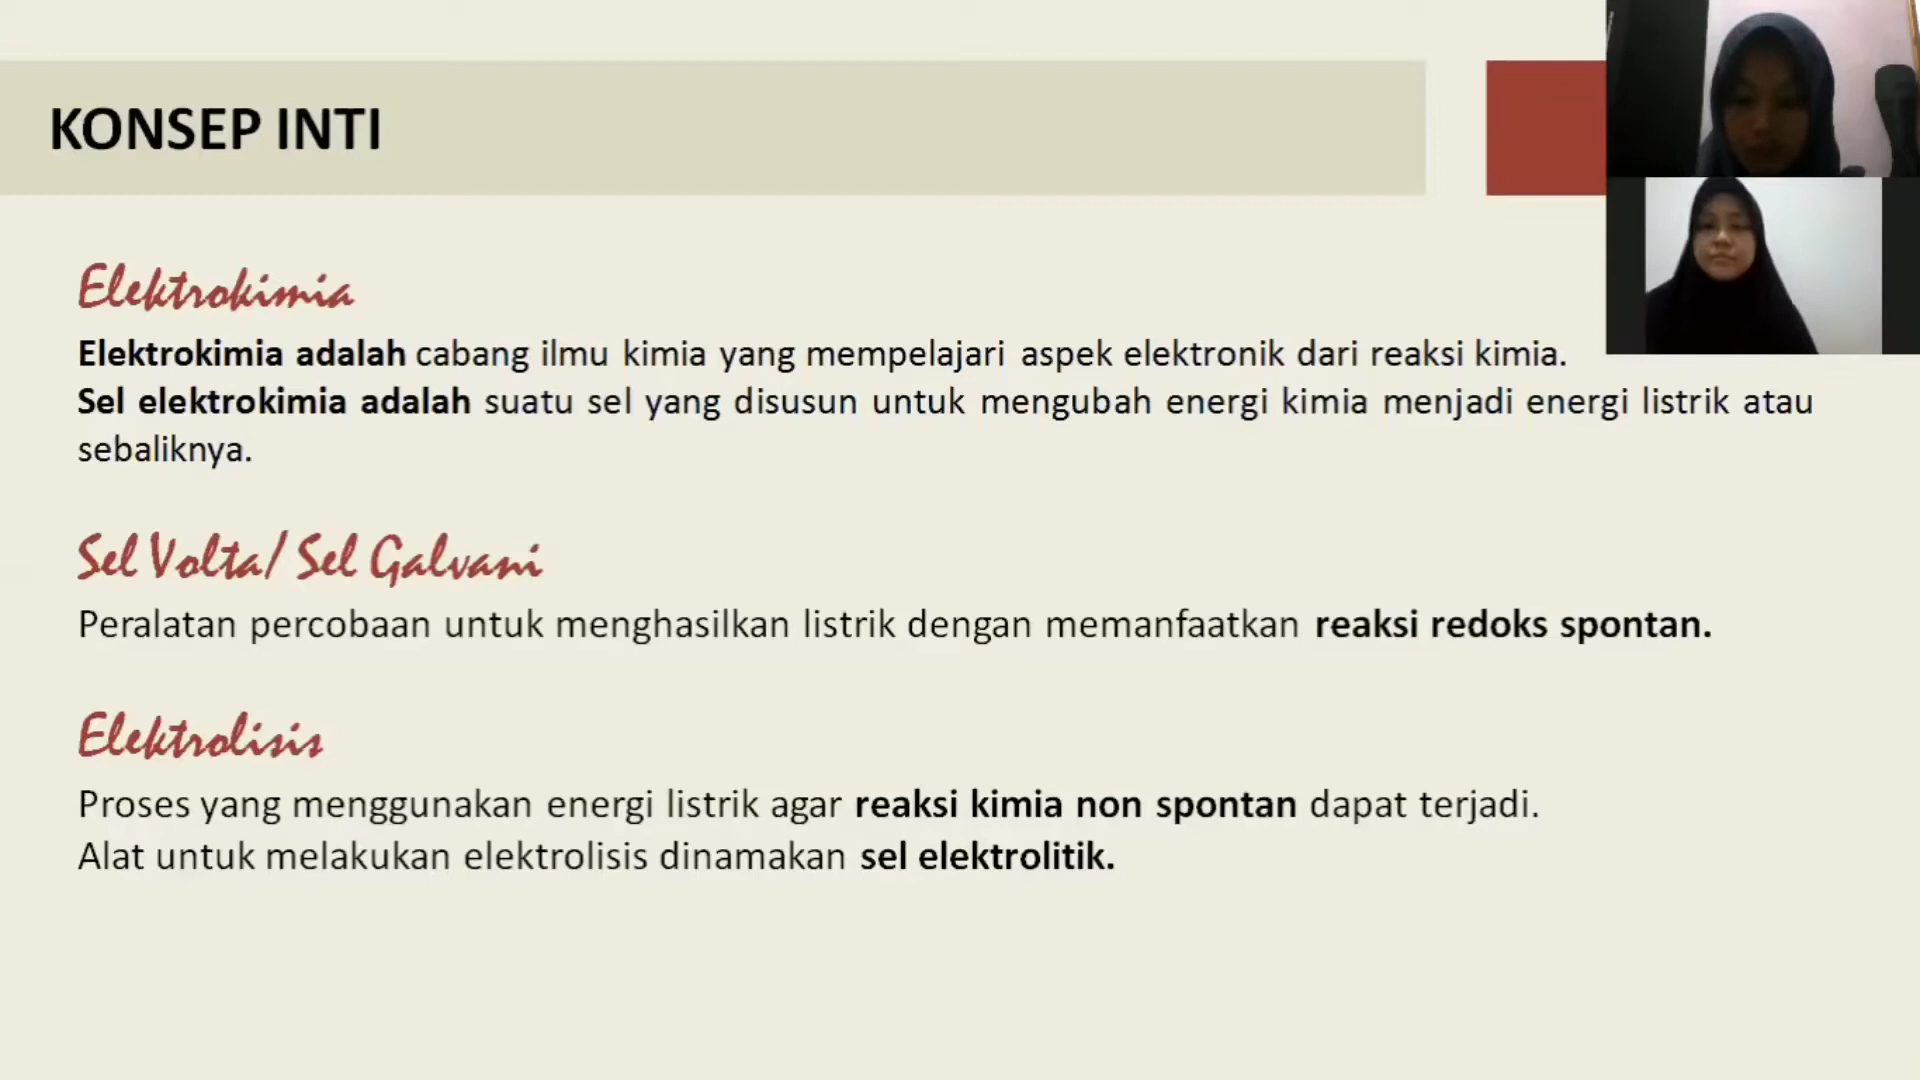 KONSEP INTI
Elektrokimia
Elektrokimia adalah cabang ilmu kimia yang mempelajari aspek elektronik dari reaksi kimia.
Sel elektrokimia adalah suatu sel yang disusun untuk mengubah energi kimia menjadi energi listrik atau
sebaliknya.
Sel Volta/ Sel Galvani
Peralatan percobaan untuk menghasilkan listrik dengan memanfaatkan reaksi redoks spontan.
Elektrolisis
Proses yang menggunakan energi listrik agar reaksi kimia non spontan dapat terjadi.
Alat untuk melakukan elektrolisis dinamakan sel elektrolitik.